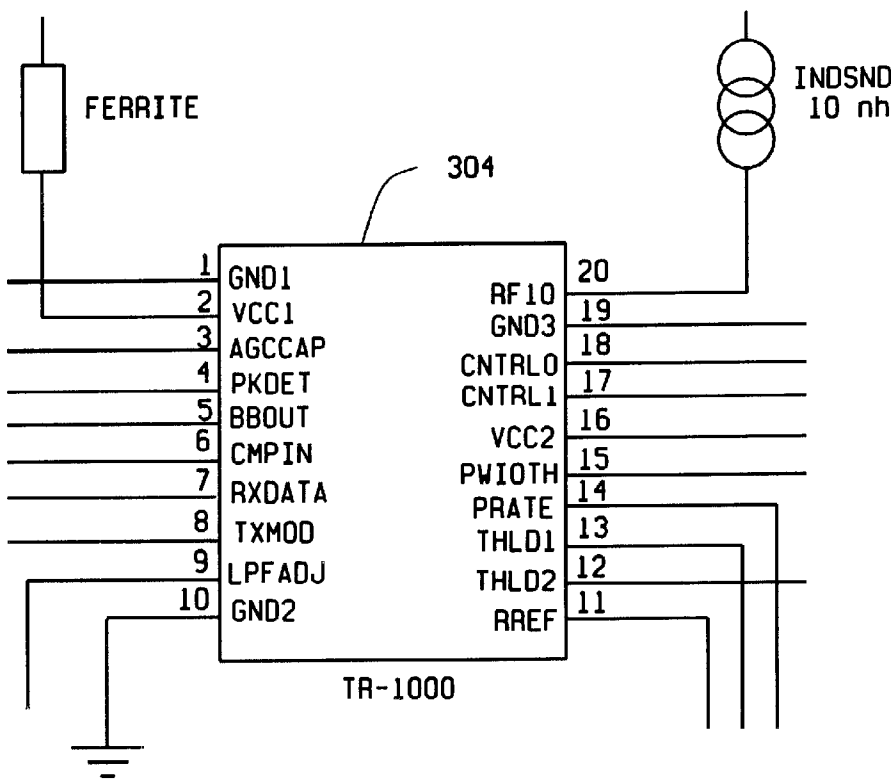 FERRITE
INDSND
10 nh
304
1 GND1
2 VCC1
3 AGCCAP
4 PKDET
5 BBOUT
6 CMPIN
7 RXDATA
8 TXMOD
9 LPFADJ
10 GND2
20 RFIO
19 GND3
18 CNTRL0
17 CNTRL1
16 VCC2
15 PWIOTH
14 PRATE
13 THLD1
12 THLD2
11 RREF
TR-1000